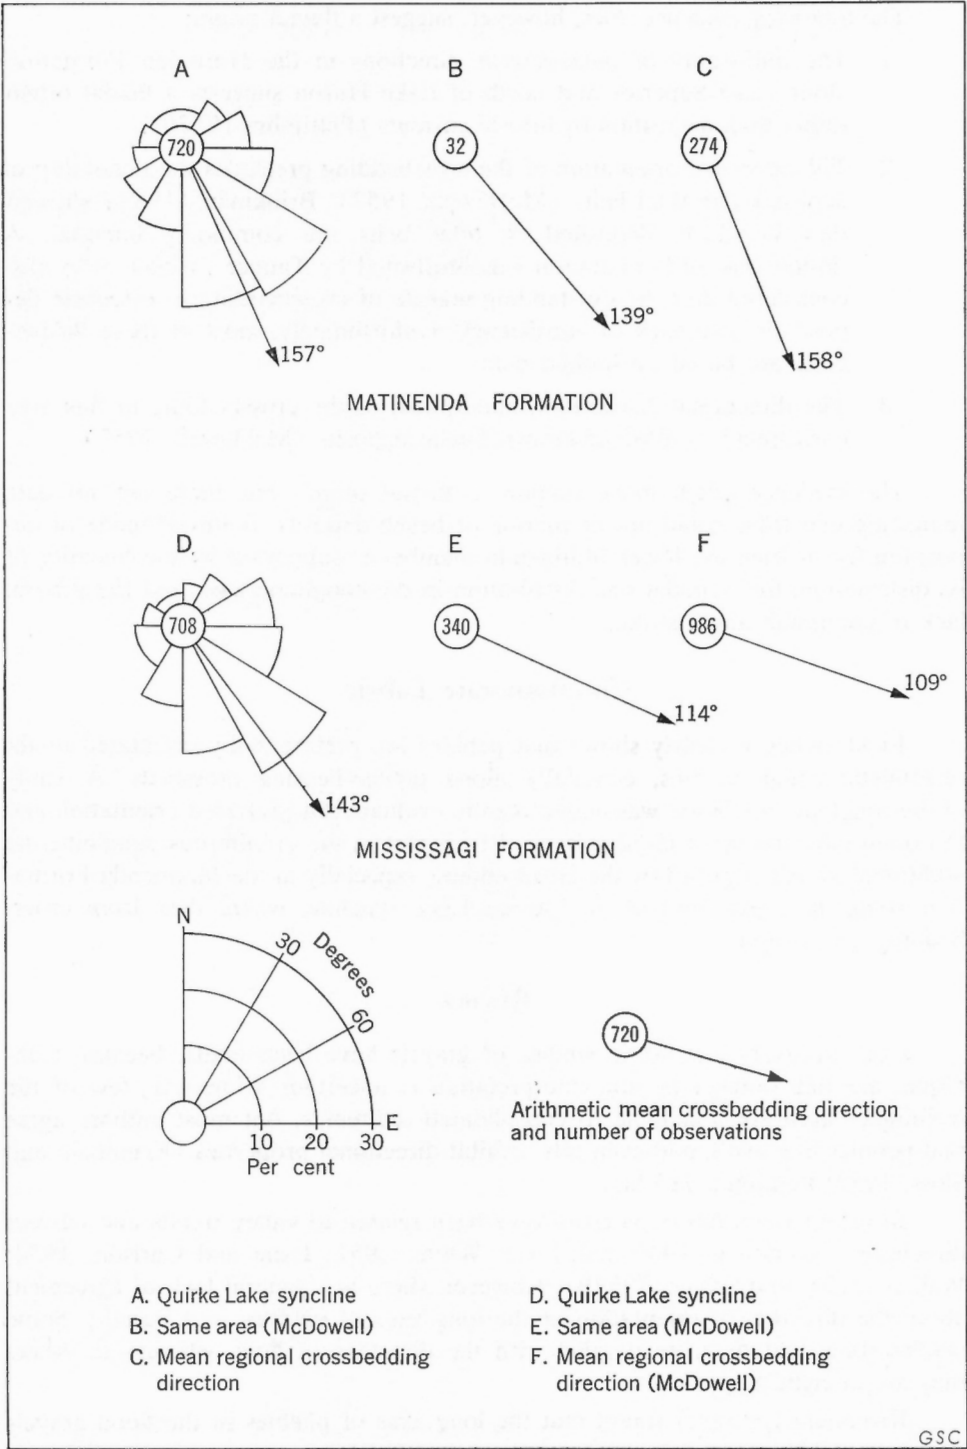 A B C
720 32 274
157° 139° 158°
MATINENDA FORMATION
D E F
708 340 986
143° 114° 109°
MISSISSAGI FORMATION
N
30 Degrees 60
E
10 20 30
Per cent
720
Arithmetic mean crossbedding direction
and number of observations
A. Quirke Lake syncline
B. Same area (McDowell)
C. Mean regional crossbedding
direction
D. Quirke Lake syncline
E. Same area (McDowell)
F. Mean regional crossbedding
direction (McDowell)
GSC